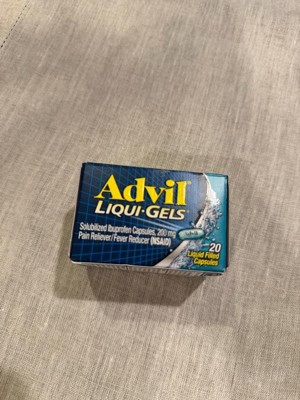 Advil
LIQUI·GELS
Solubilized Ibuprofen Capsules, 200 mg
Pain Reliever/Fever Reducer (NSAID)
20
Liquid Filled
Capsules